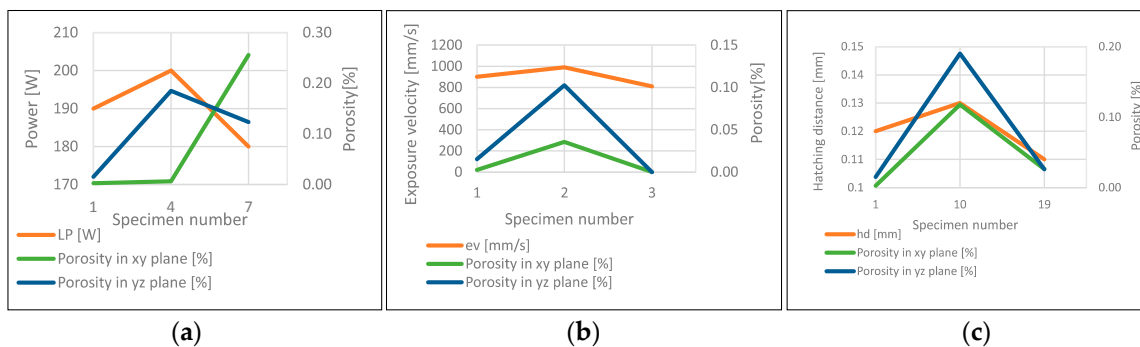 210
200
190
180
170
Power [W]
0.30
0.20
0.10
0.00
Porosity[%]
1 4 7
Specimen number
LP [W]
Porosity in xy plane [%]
Porosity in yz plane [%]
(a)
1200
1000
800
600
400
200
0
Exposure velocity [mm/s]
0.15
0.10
0.05
0.00
Porosity[%]
1 2 3
Specimen number
ev [mm/s]
Porosity in xy plane [%]
Porosity in yz plane [%]
(b)
0.15
0.14
0.13
0.12
0.11
0.1
Hatching distance [mm]
0.20
0.10
0.00
Porosity [%]
1 10 19
Specimen number
hd [mm]
Porosity in xy plane [%]
Porosity in yz plane [%]
(c)